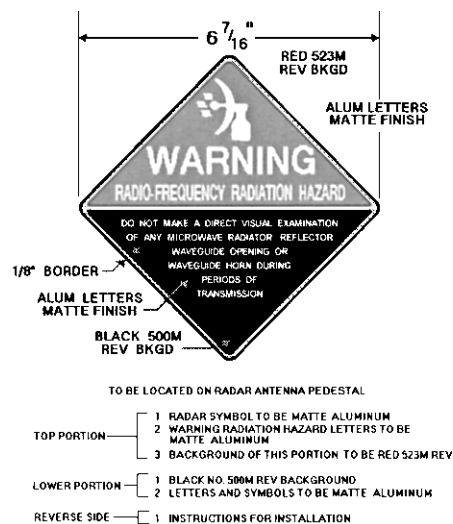 6 7/16"
RED 523M
REV BKGD
ALUM LETTERS
MATTE FINISH
WARNING
RADIO-FREQUENCY RADIATION HAZARD
DO NOT MAKE A DIRECT VISUAL EXAMINATION
OF ANY MICROWAVE RADIATOR REFLECTOR
WAVEGUIDE OPENING OR
WAVEGUIDE HORN DURING
PERIODS OF
TRANSMISSION
1/8" BORDER
ALUM LETTERS
MATTE FINISH
BLACK 500M
REV BKGD
TO BE LOCATED ON RADAR ANTENNA PEDESTAL
TOP PORTION
1 RADAR SYMBOL TO BE MATTE ALUMINUM
2 WARNING RADIATION HAZARD LETTERS TO BE
MATTE ALUMINUM
3 BACKGROUND OF THIS PORTION TO BE RED 523M REV
LOWER PORTION
1 BLACK NO. 500M REV BACKGROUND
2 LETTERS AND SYMBOLS TO BE MATTE ALUMINUM
REVERSE SIDE
1 INSTRUCTIONS FOR INSTALLATION